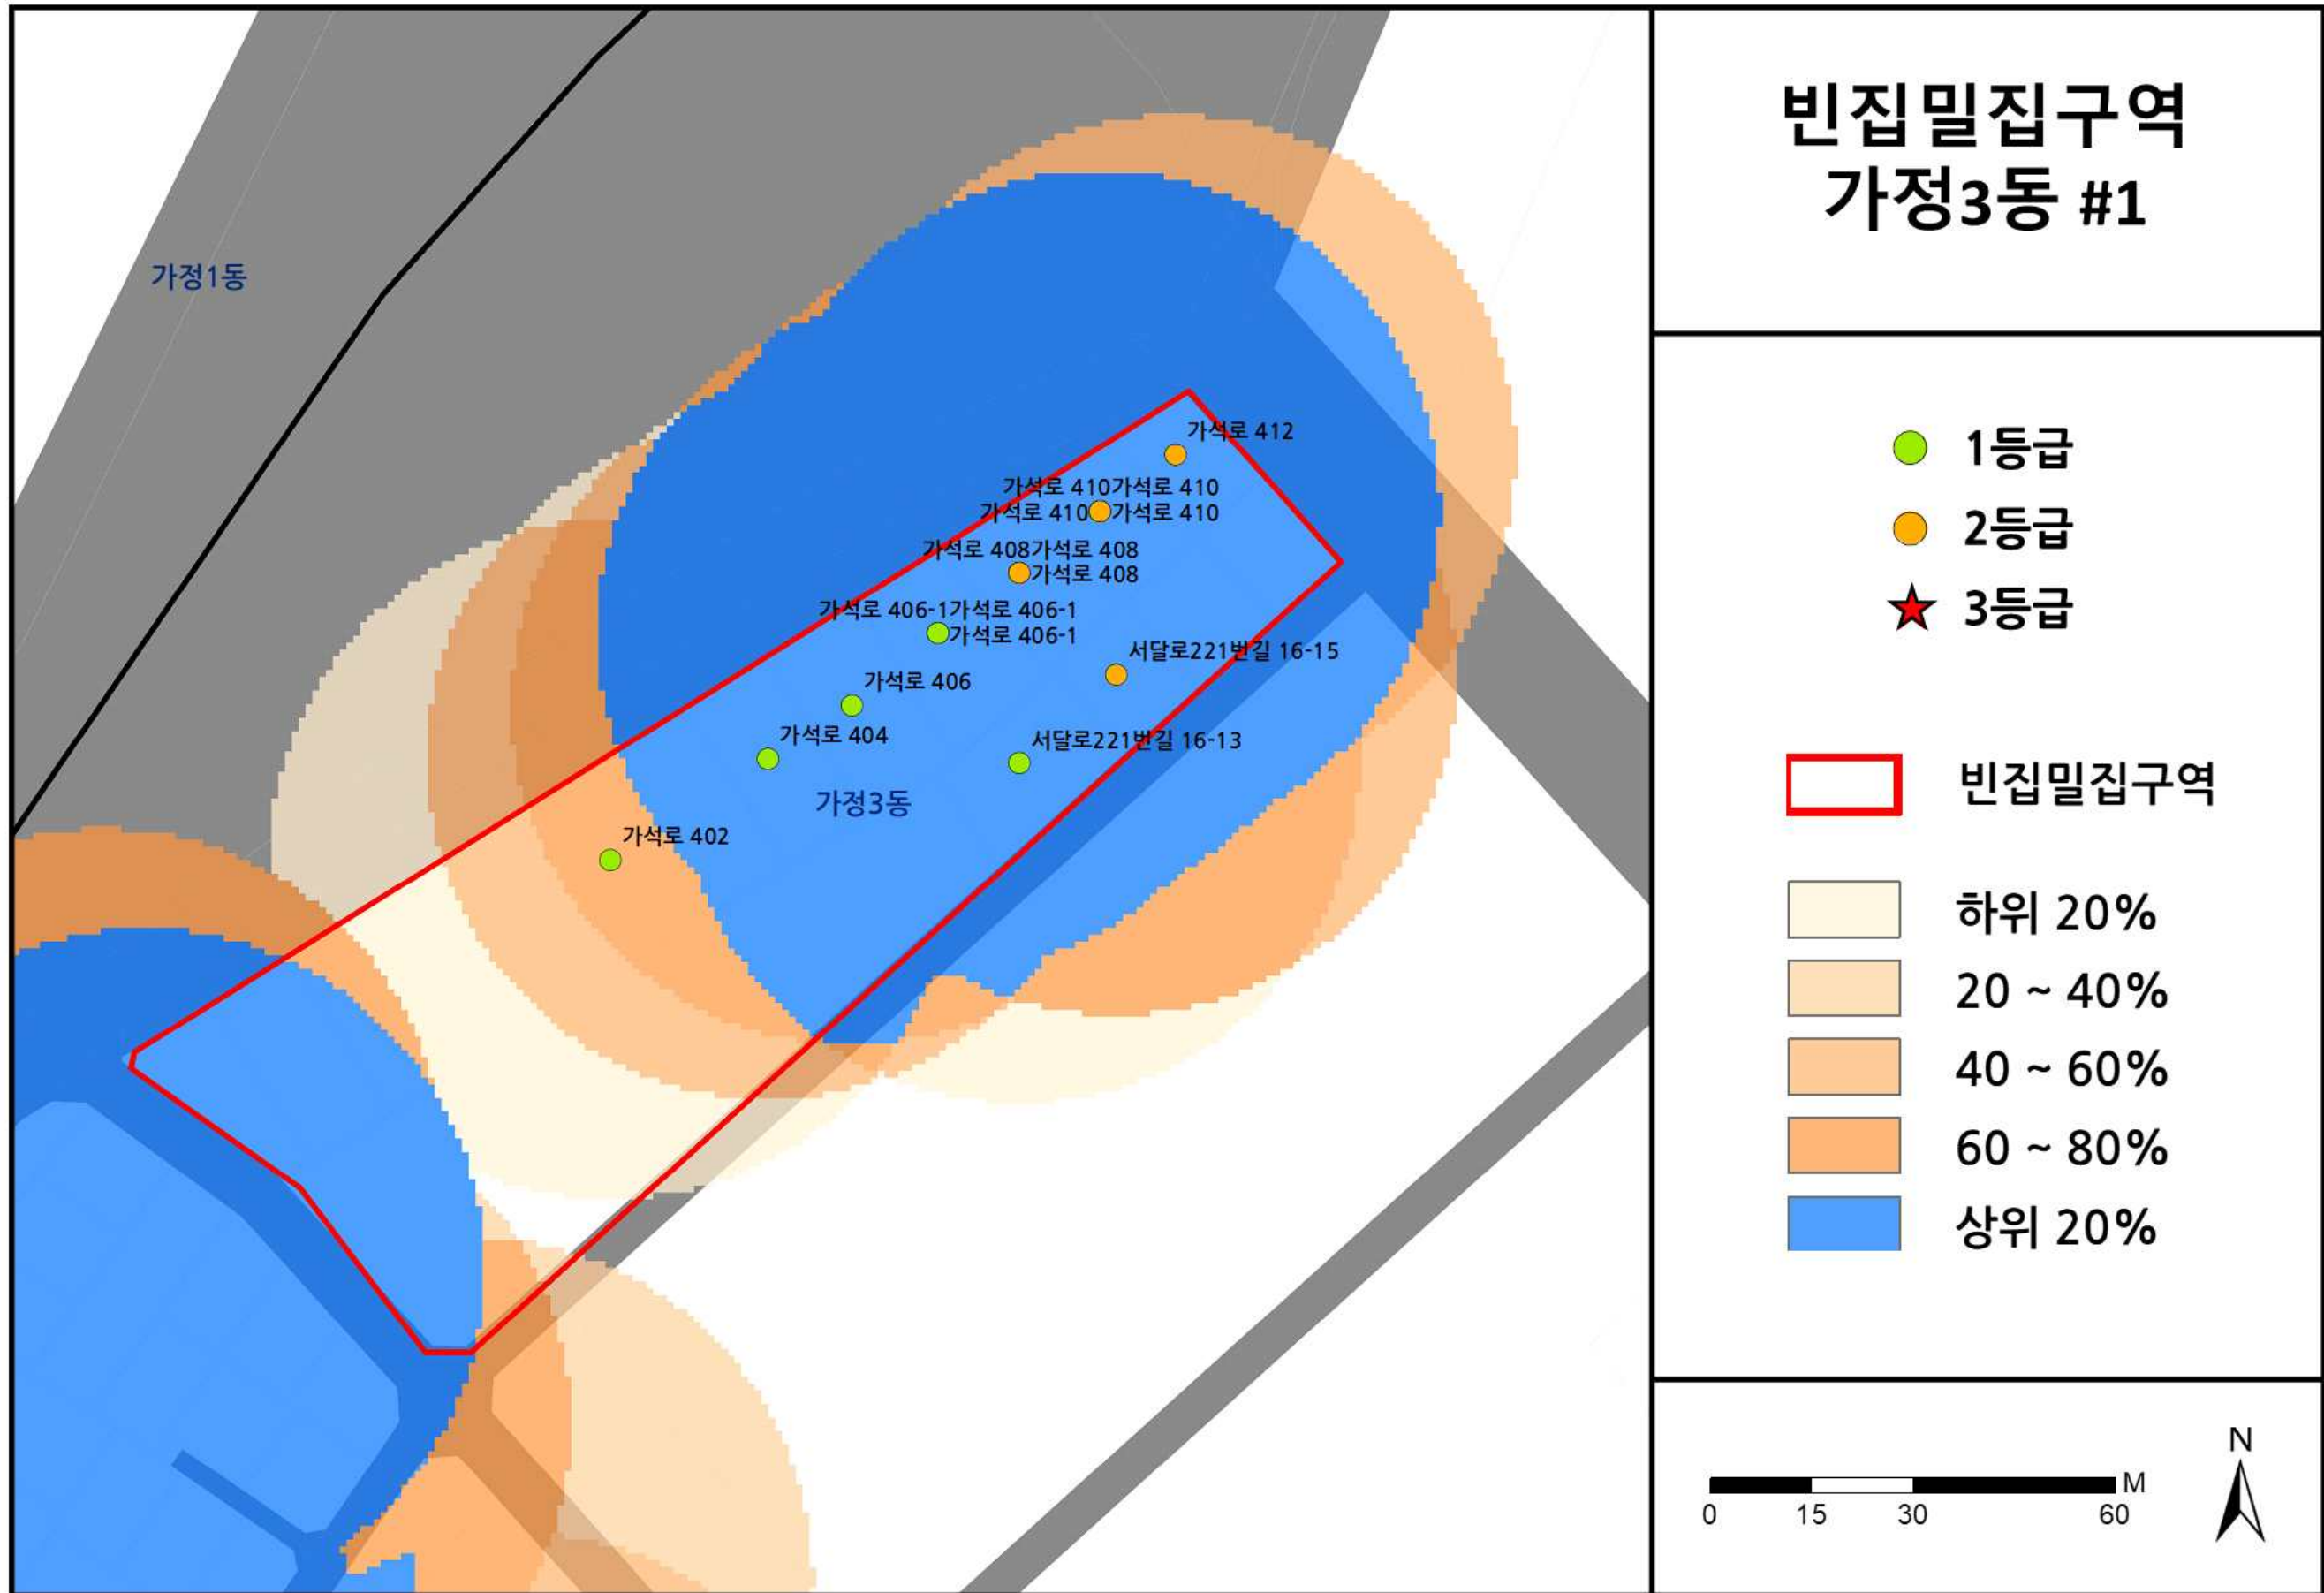 빈집밀집구역
가정3동 #1
가정1동
가석로 412
가석로 410가석로 410
가석로 410 가석로 410
가석로 408가석로 408
가석로 408
가석로 406-1가석로 406-1
가석로 406-1
서달로221번길 16-15
가석로 406
가석로 404
서달로221번길 16-13
가정3동
가석로 402
1등급
2등급
3등급
빈집밀집구역
하위 20%
20 ~ 40%
40 ~ 60%
60 ~ 80%
상위 20%
N
M
0 15 30 60